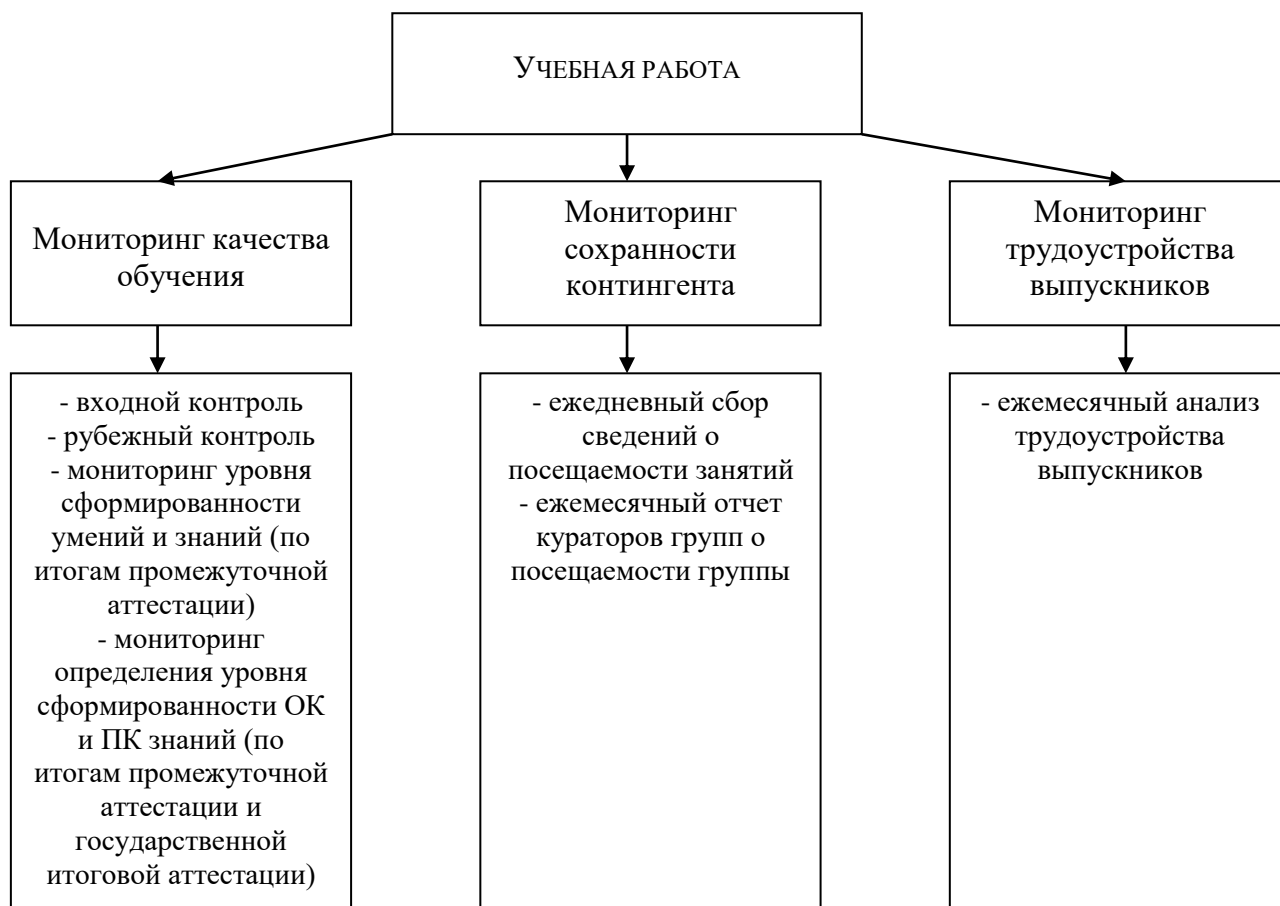 УЧЕБНАЯ РАБОТА
Мониторинг качества
обучения
Мониторинг
сохранности
контингента
Мониторинг
трудоустройства
выпускников
- входной контроль
- рубежный контроль
- мониторинг уровня
сформированности
умений и знаний (по
итогам промежуточной
аттестации)
- мониторинг
определения уровня
сформированности ОК
и ПК знаний (по
итогам промежуточной
аттестации и
государственной
итоговой аттестации)
- ежедневный сбор
сведений о
посещаемости занятий
- ежемесячный отчет
кураторов групп о
посещаемости группы
- ежемесячный анализ
трудоустройства
выпускников